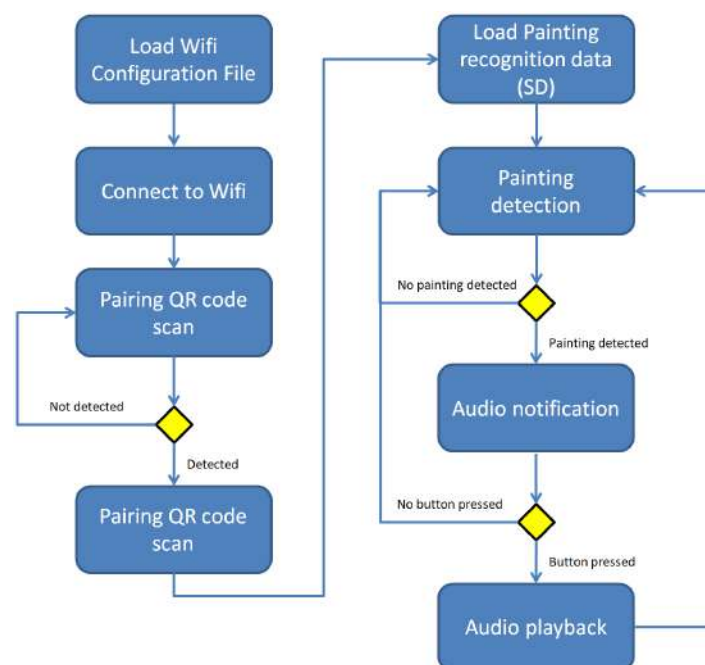 Load Wifi
Configuration File
Connect to Wifi
Pairing QR code
scan
Not detected
Detected
Pairing QR code
scan
Load Painting
recognition data
(SD)
Painting
detection
No painting detected
Painting detected
Audio notification
No button pressed
Button pressed
Audio playback